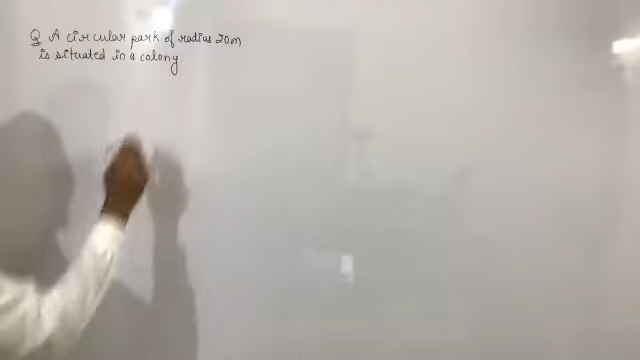 Q A circular park of radius 20m
is situated in a colony.